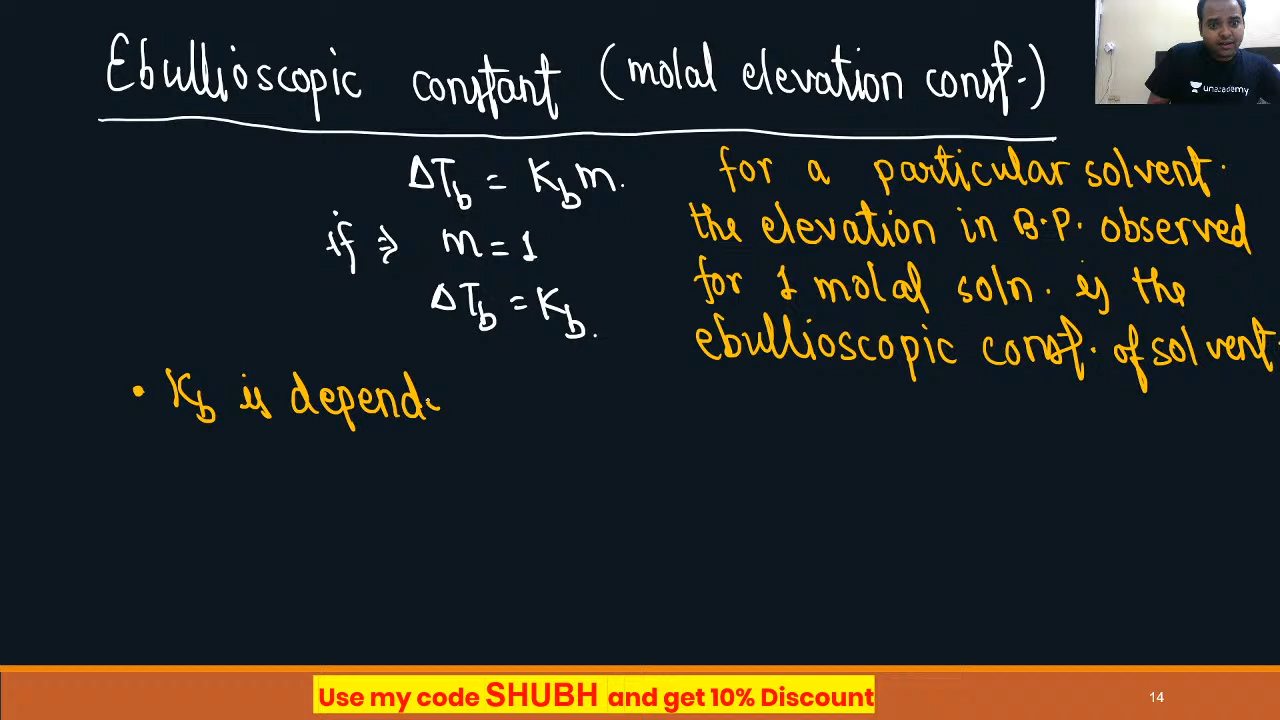 Ebullioscopic constant (molal elevation const.)
unacademy
ΔTb = Kbm.
if ⇒ m = 1
ΔTb = Kb.
for a particular solvent.
the elevation in B.P. observed
for 1 molal soln. is the
ebullioscopic const. of solvent.
• Kb is depend
Use my code SHUBH and get 10% Discount
14